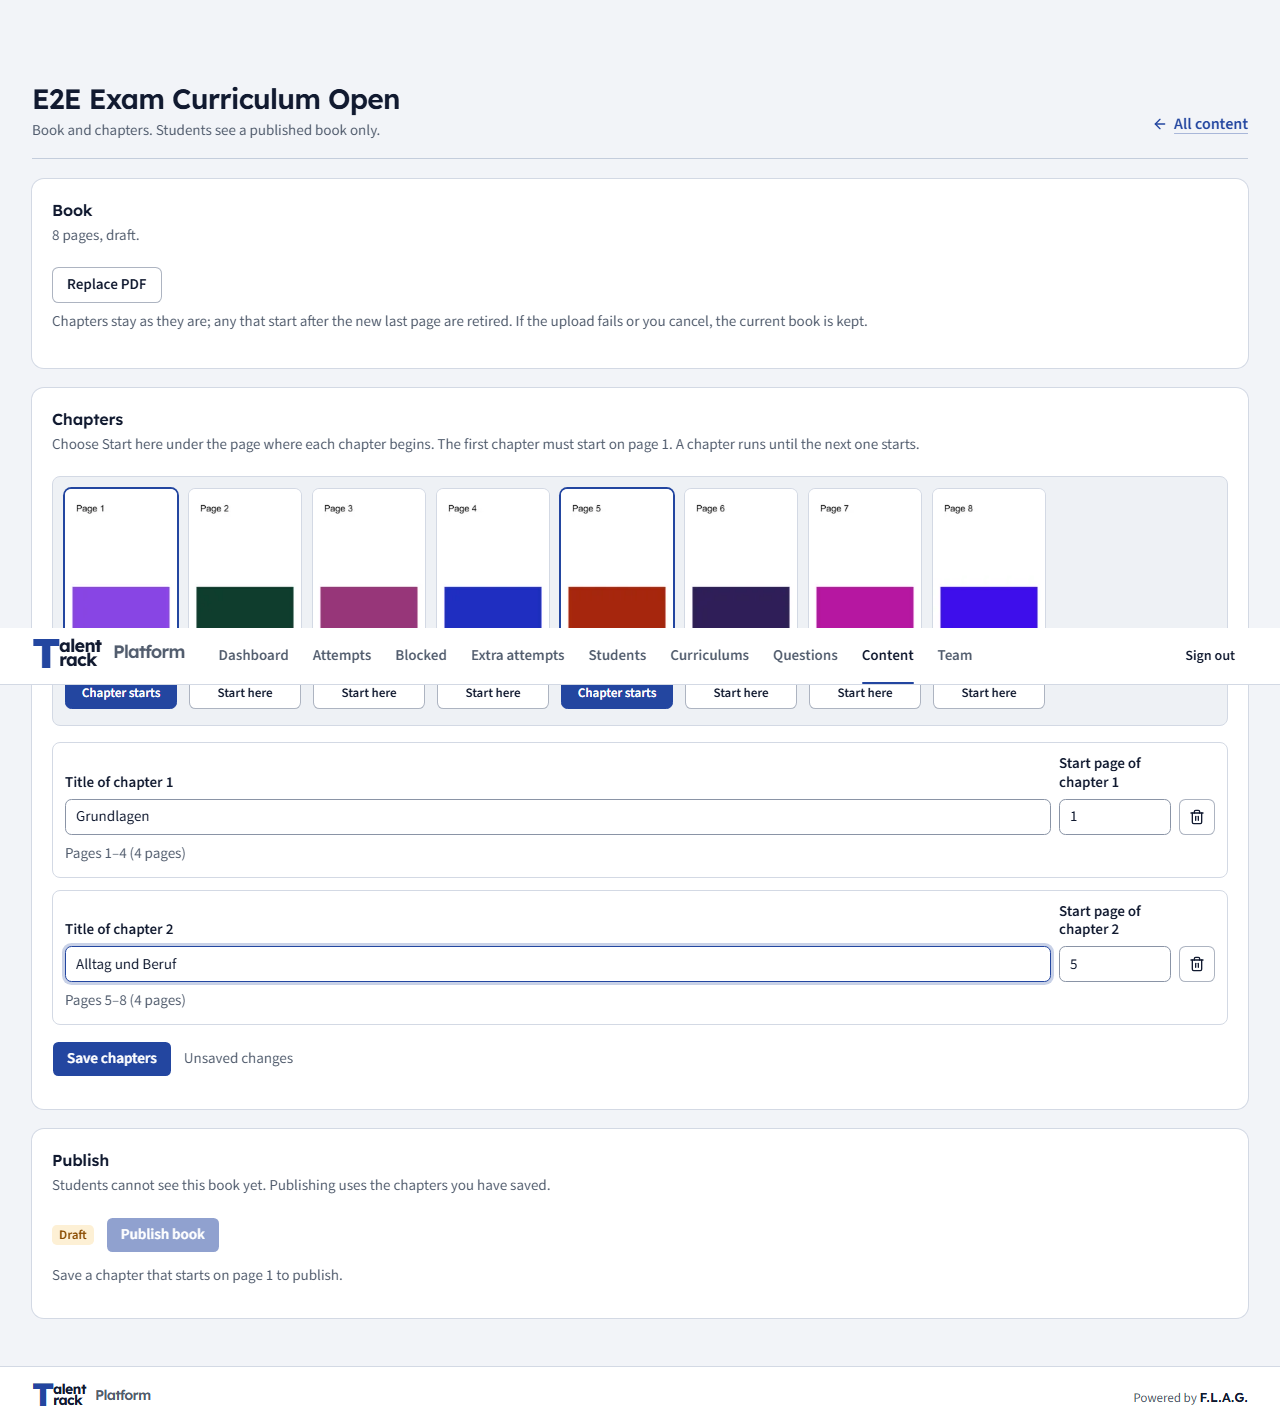 E2E Exam Curriculum Open
Book and chapters. Students see a published book only.
← All content
Book
8 pages, draft.
Replace PDF
Chapters stay as they are; any that start after the new last page are retired. If the upload fails or you cancel, the current book is kept.
Chapters
Choose Start here under the page where each chapter begins. The first chapter must start on page 1. A chapter runs until the next one starts.
Page 1 Page 2 Page 3 Page 4 Page 5 Page 6 Page 7 Page 8
Talent
Track
Platform Dashboard Attempts Blocked Extra attempts Students Curriculums Questions Content Team Sign out
Chapter starts Start here Start here Start here Chapter starts Start here Start here Start here
Title of chapter 1
Start page of
chapter 1
Grundlagen
1
Pages 1–4 (4 pages)
Title of chapter 2
Start page of
chapter 2
Alltag und Beruf
5
Pages 5–8 (4 pages)
Save chapters Unsaved changes
Publish
Students cannot see this book yet. Publishing uses the chapters you have saved.
Draft Publish book
Save a chapter that starts on page 1 to publish.
Talent
Track
Platform
Powered by F.L.A.G.